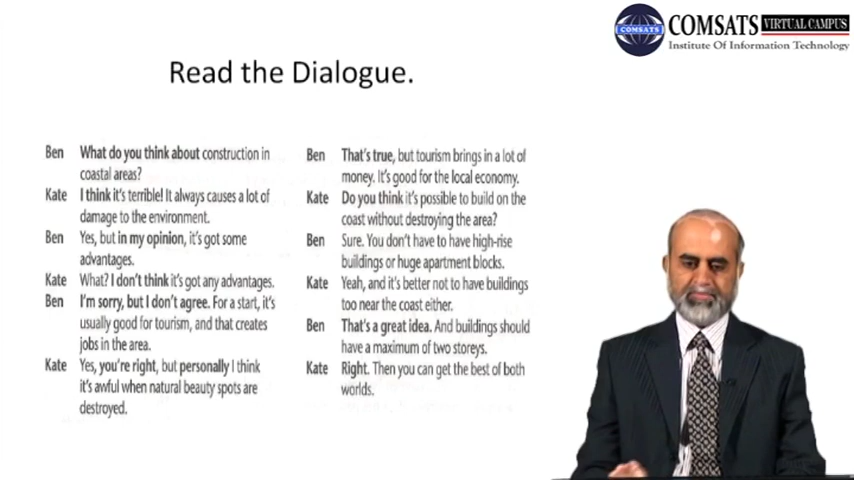 COMSATS VIRTUAL CAMPUS
COMSATS
Institute Of Information Technology
Read the Dialogue.
Ben What do you think about construction in
coastal areas?
Kate I think it's terrible! It always causes a lot of
damage to the environment.
Ben Yes, but in my opinion, it's got some
advantages.
Kate What? I don't think it's got any advantages.
Ben I'm sorry, but I don't agree. For a start, it's
usually good for tourism, and that creates
jobs in the area.
Kate Yes, you're right, but personally I think
it's awful when natural beauty spots are
destroyed.
Ben That's true, but tourism brings in a lot of
money. It's good for the local economy.
Kate Do you think it's possible to build on the
coast without destroying the area?
Ben Sure. You don't have to have high-rise
buildings or huge apartment blocks.
Kate Yeah, and it's better not to have buildings
too near the coast either.
Ben That's a great idea. And buildings should
have a maximum of two storeys.
Kate Right. Then you can get the best of both
worlds.